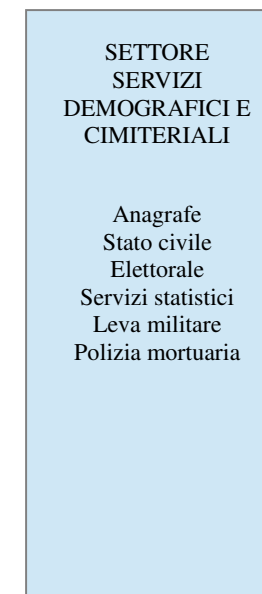 SETTORE
SERVIZI
DEMOGRAFICI E
CIMITERIALI
Anagrafe
Stato civile
Elettorale
Servizi statistici
Leva militare
Polizia mortuaria